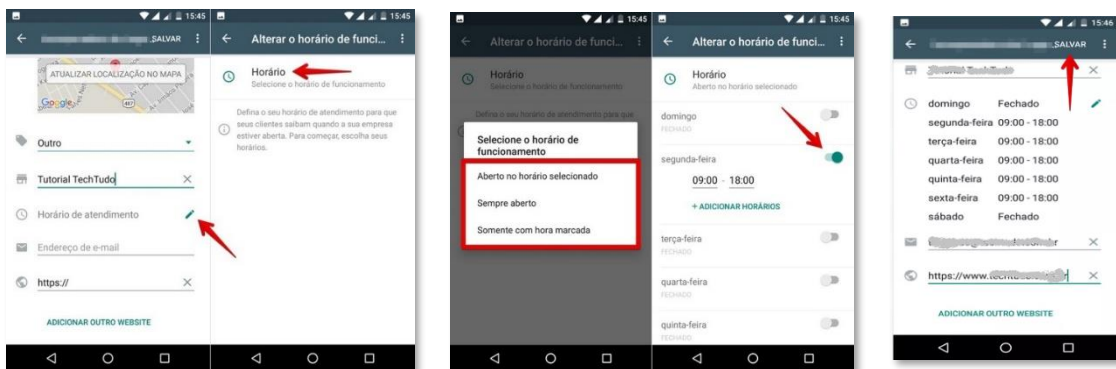 15:45
SALVAR
ATUALIZAR LOCALIZAÇÃO NO MAPA
Google
Outro
Tutorial TechTudo
Horário de atendimento
Endereço de e-mail
https://
ADICIONAR OUTRO WEBSITE
15:45
Alterar o horário de funci...
Horário
Selecione o horário de funcionamento
Defina o seu horário de atendimento para que
seus clientes saibam quando a sua empresa
estiver aberta. Para começar, escolha seus
horários.
15:45
Alterar o horário de funci...
Horário
Selecione o horário de funcionamento
Defina o seu horário de atendimento para que
Selecione o horário de
funcionamento
Aberto no horário selecionado
Sempre aberto
Somente com hora marcada
15:45
Alterar o horário de funci...
Horário
Aberto no horário selecionado
domingo
FECHADO
segunda-feira
09:00 - 18:00
+ ADICIONAR HORÁRIOS
terça-feira
FECHADO
quarta-feira
FECHADO
quinta-feira
FECHADO
15:46
SALVAR
domingo Fechado
segunda-feira 09:00 - 18:00
terça-feira 09:00 - 18:00
quarta-feira 09:00 - 18:00
quinta-feira 09:00 - 18:00
sexta-feira 09:00 - 18:00
sábado Fechado
https://www.
ADICIONAR OUTRO WEBSITE